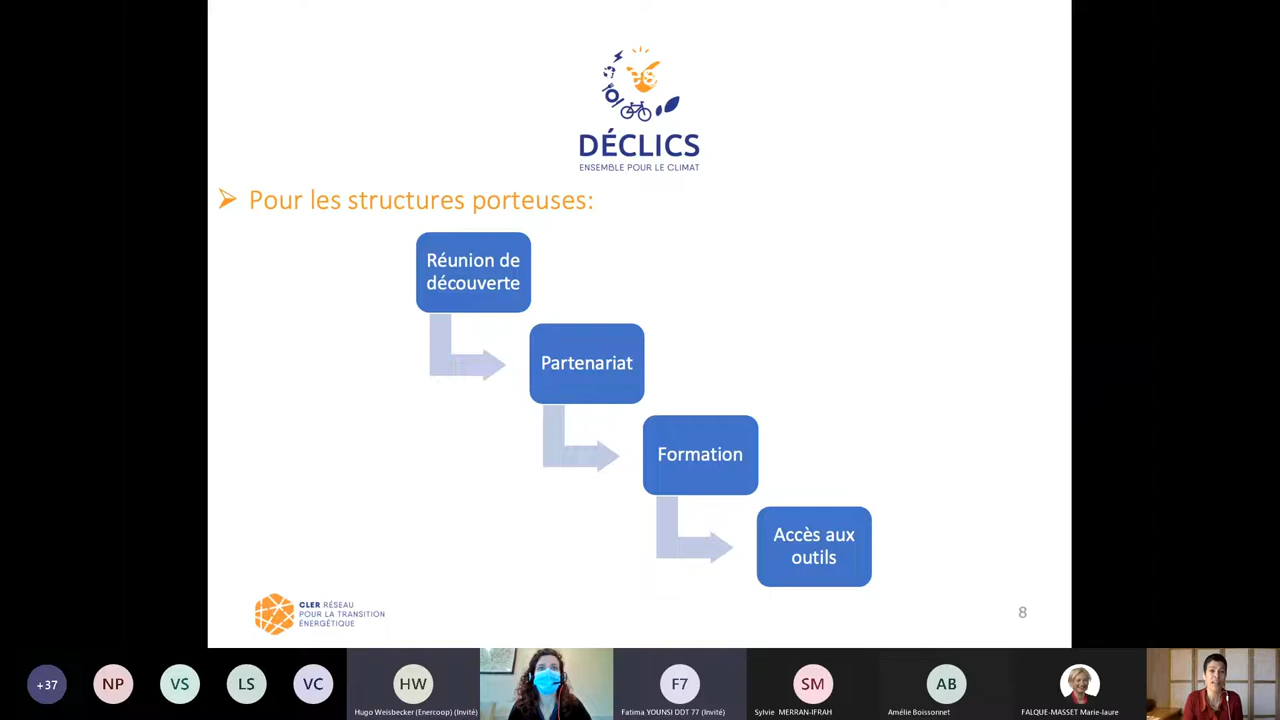 DÉCLICS
ENSEMBLE POUR LE CLIMAT
➢ Pour les structures porteuses:
Réunion de
découverte
Partenariat
Formation
Accès aux
outils
CLER RÉSEAU
POUR LA TRANSITION
ÉNERGÉTIQUE
8
+37
NP
VS
LS
VC
HW
F7
SM
AB
Hugo Weisbecker (Enercoop) (Invité)
Fatima YOUNSI DDT 77 (Invité)
Sylvie MERRAN-IFRAH
Amélie Boissonnet
FALQUE-MASSET Marie-laure